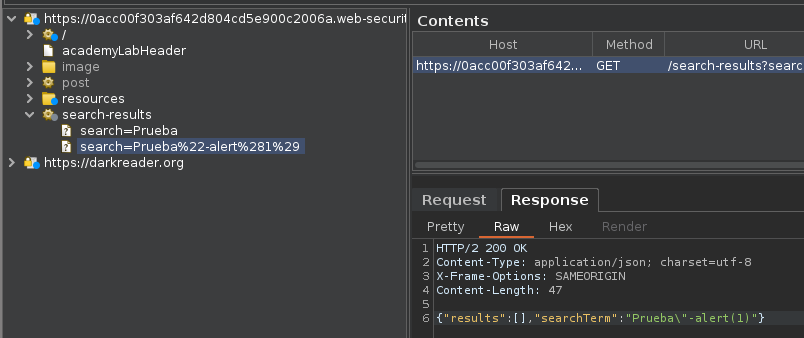 https://0acc00f303af642d804cd5e900c2006a.web-securit
/
academyLabHeader
image
post
resources
search-results
search=Prueba
search=Prueba%22-alert%281%29
https://darkreader.org
Contents
Host Method URL
https://0acc00f303af642... GET /search-results?searc
Request Response
Pretty Raw Hex Render
1 HTTP/2 200 OK
2 Content-Type: application/json; charset=utf-8
3 X-Frame-Options: SAMEORIGIN
4 Content-Length: 47
5
6 {"results":[],"searchTerm":"Prueba\"-alert(1)"}